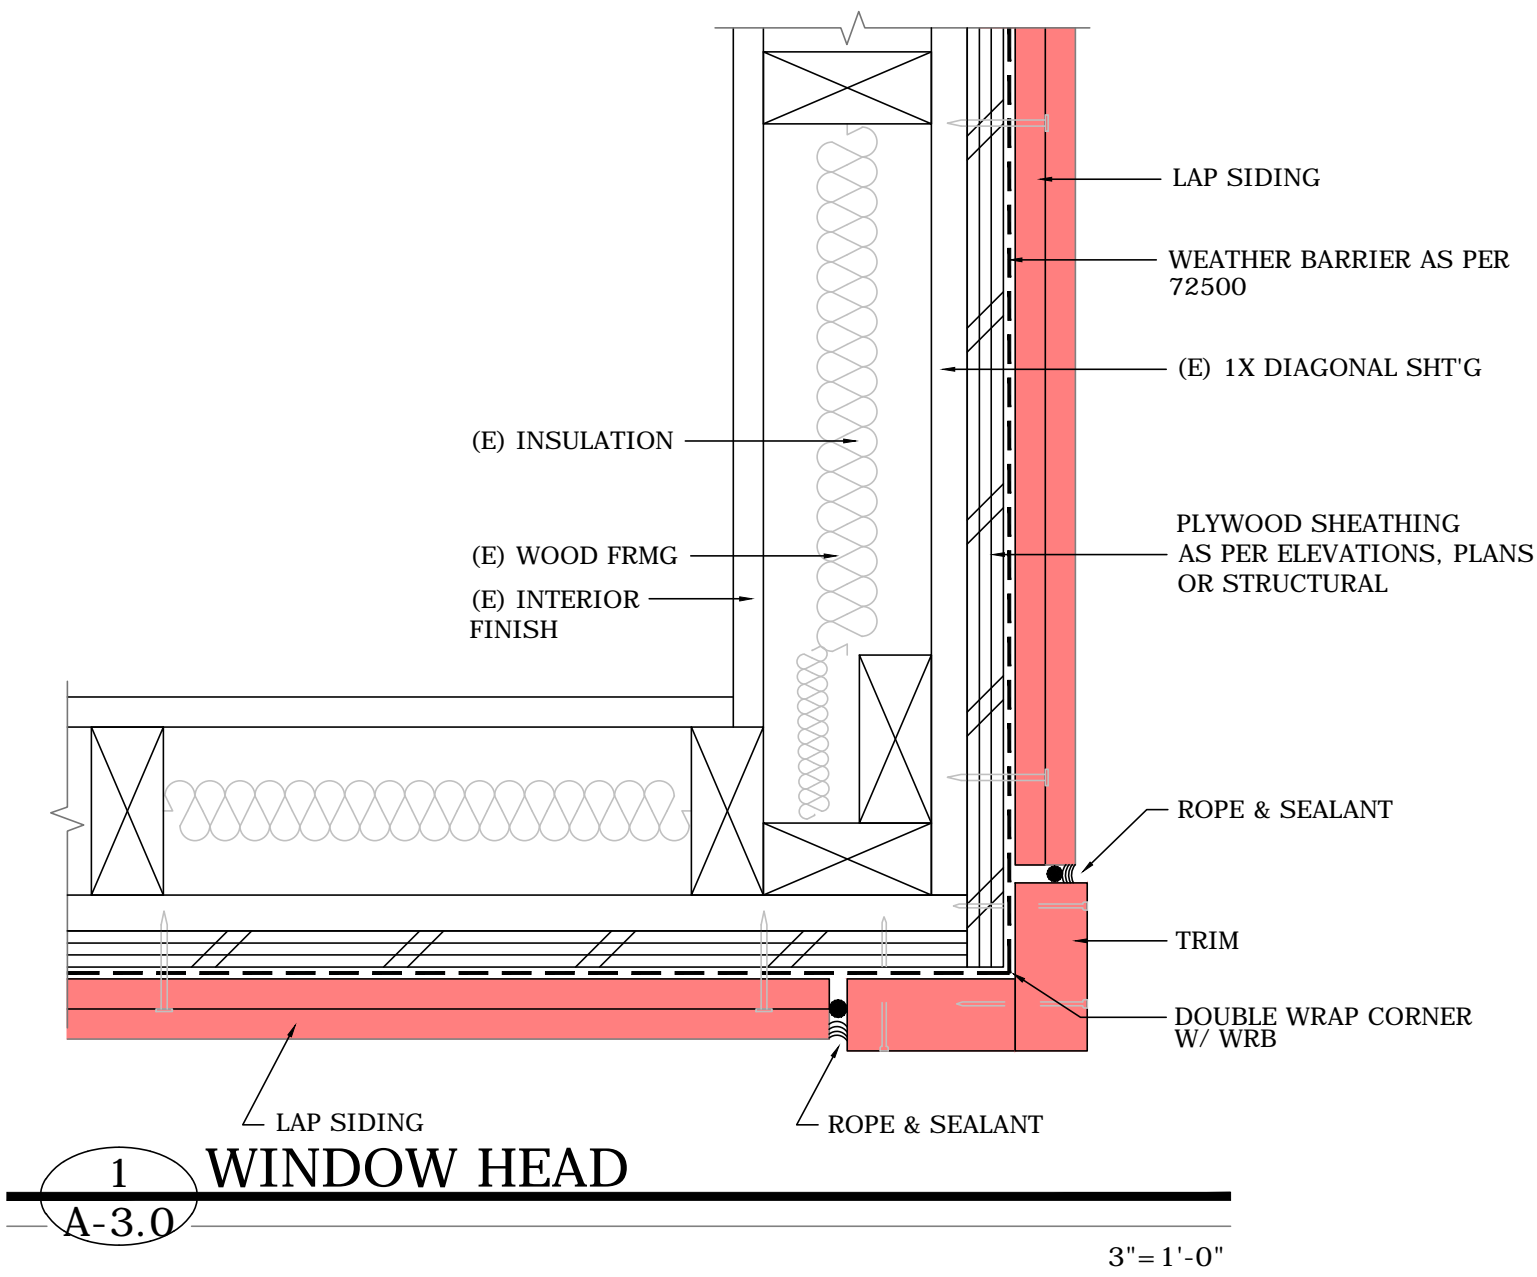 LAP SIDING
WEATHER BARRIER AS PER
72500
(E) 1X DIAGONAL SHT'G
(E) INSULATION
PLYWOOD SHEATHING
AS PER ELEVATIONS, PLANS
OR STRUCTURAL
(E) WOOD FRMG
(E) INTERIOR
FINISH
ROPE & SEALANT
TRIM
DOUBLE WRAP CORNER
W/ WRB
LAP SIDING
ROPE & SEALANT
1
WINDOW HEAD
A-3.0
3"=1'-0"